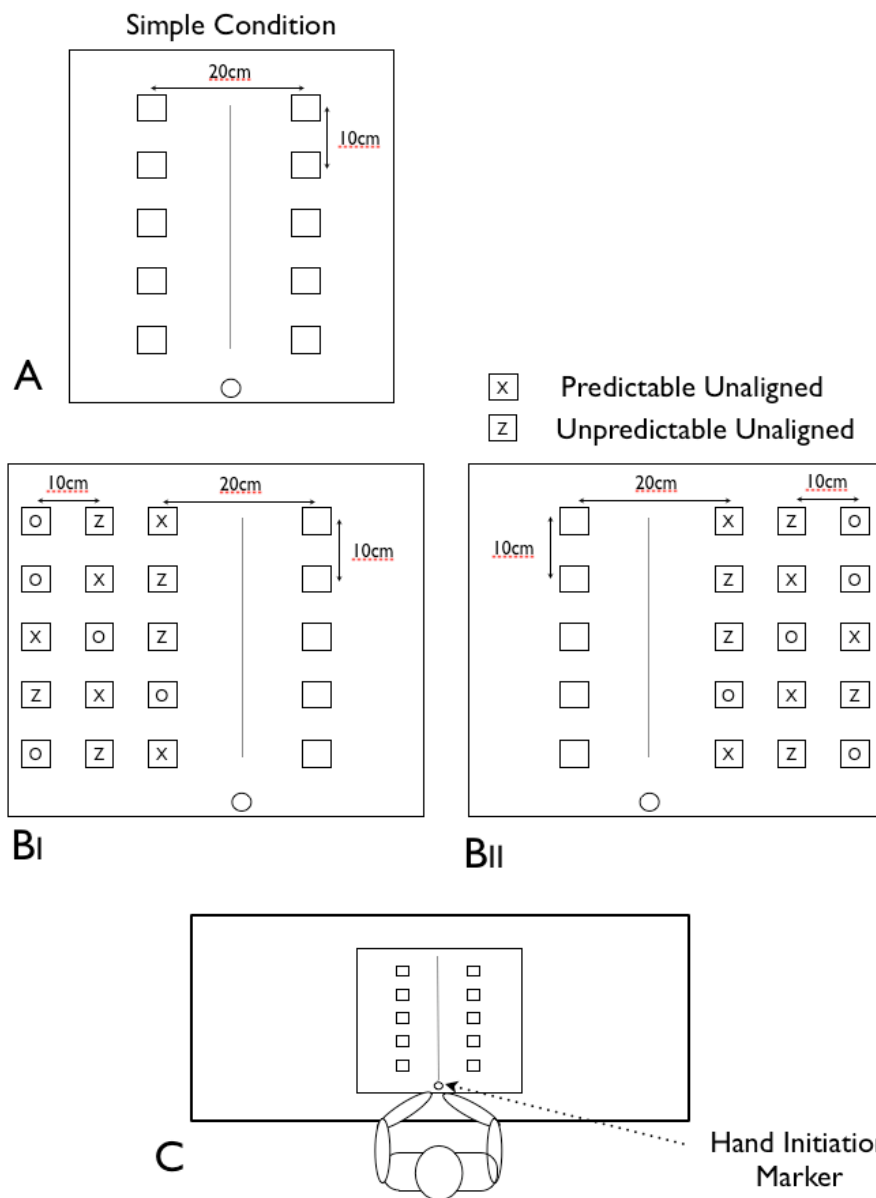 Simple Condition
20cm
10cm
A
X Predictable Unaligned
Z Unpredictable Unaligned
10cm 20cm
O Z X
10cm
O X Z
X O Z
Z X O
O Z X
BI
20cm 10cm
X Z O
10cm
Z X O
Z O X
O X Z
X Z O
BII
C
Hand Initiation
Marker